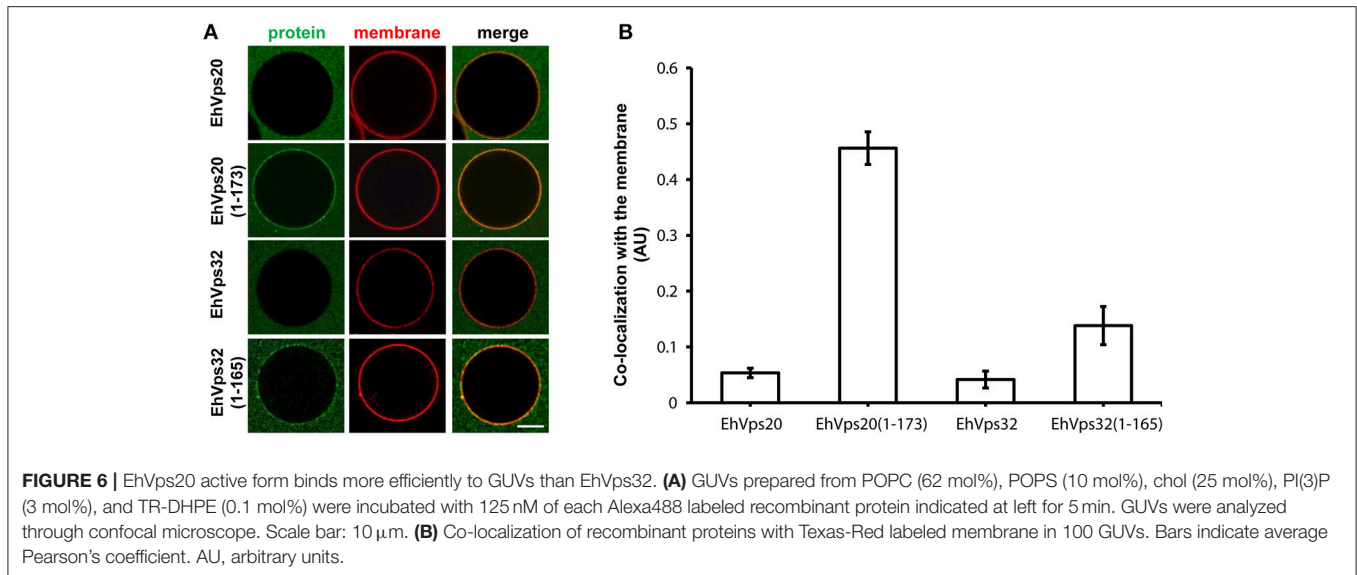 A
protein membrane merge
EhVps20
EhVps20
(1-173)
EhVps32
EhVps32
(1-165)
B
Co-localization with the membrane
(AU)
0.6
0.5
0.4
0.3
0.2
0.1
0
EhVps20 EhVps20(1-173) EhVps32 EhVps32(1-165)
FIGURE 6 | EhVps20 active form binds more efficiently to GUVs than EhVps32. (A) GUVs prepared from POPC (62 mol%), POPS (10 mol%), chol (25 mol%), PI(3)P
(3 mol%), and TR-DHPE (0.1 mol%) were incubated with 125 nM of each Alexa488 labeled recombinant protein indicated at left for 5 min. GUVs were analyzed
through confocal microscope. Scale bar: 10 μm. (B) Co-localization of recombinant proteins with Texas-Red labeled membrane in 100 GUVs. Bars indicate average
Pearson's coefficient. AU, arbitrary units.